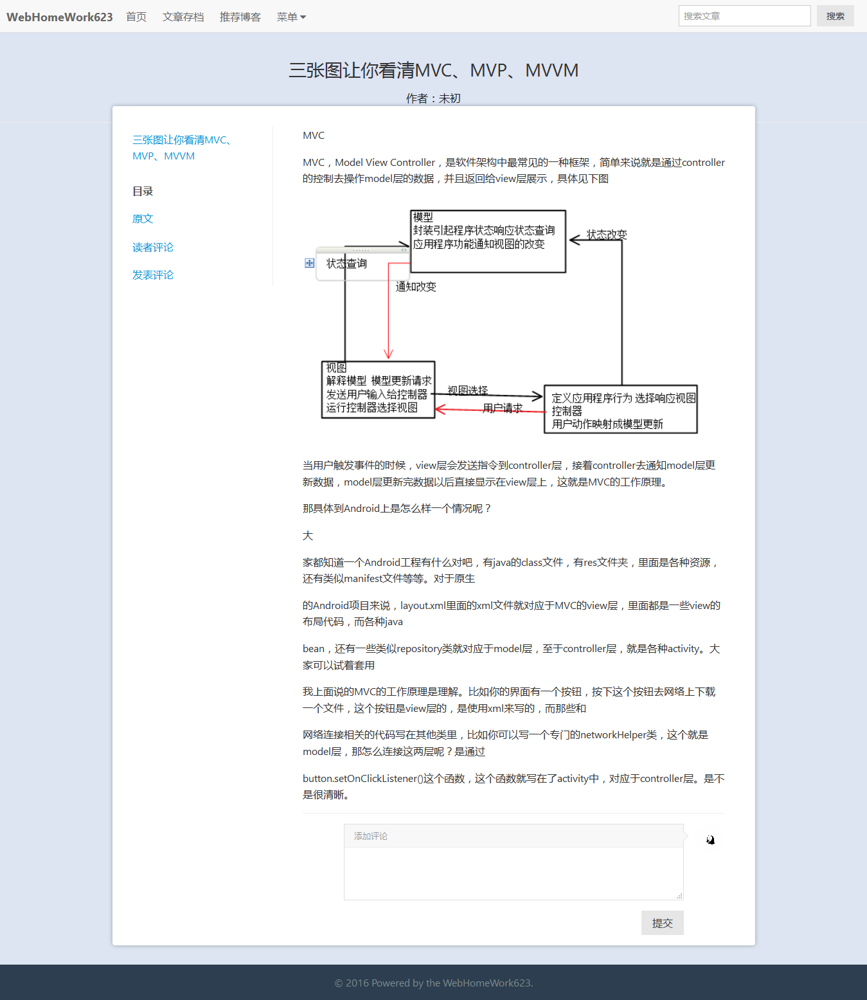 WebHomeWork623 首页 文章存档 推荐博客 菜单 搜索文章 搜索
三张图让你看清MVC、MVP、MVVM
作者：未初
三张图让你看清MVC、
MVP、MVVM
目录
原文
读者评论
发表评论
MVC
MVC，Model View Controller，是软件架构中最常见的一种框架，简单来说就是通过controller
的控制去操作model层的数据，并且返回给view层展示，具体见下图
模型
封装引起程序状态响应状态查询
应用程序功能通知视图的改变
状态改变
状态查询
通知改变
视图
解释模型 模型更新请求
发送用户输入给控制器
运行控制器选择视图
视图选择
用户请求
定义应用程序行为 选择响应视图
控制器
用户动作映射成模型更新
当用户触发事件的时候，view层会发送指令到controller层，接着controller去通知model层更
新数据，model层更新完数据以后直接显示在view层上，这就是MVC的工作原理。
那具体到Android上是怎么样一个情况呢？
大
家都知道一个Android工程有什么对吧，有java的class文件，有res文件夹，里面是各种资源，
还有类似manifest文件等等。对于原生
的Android项目来说，layout.xml里面的xml文件就对应于MVC的view层，里面都是一些view的
布局代码，而各种java
bean，还有一些类似repository类就对应于model层，至于controller层，就是各种activity。大
家可以试着套用
我上面说的MVC的工作原理是理解。比如你的界面有一个按钮，按下这个按钮去网络上下载
一个文件，这个按钮是view层的，是使用xml来写的，而那些和
网络连接相关的代码写在其他类里，比如你可以写一个专门的networkHelper类，这个就是
model层，那怎么连接这两层呢？是通过
button.setOnClickListener()这个函数，这个函数就写在了activity中，对应于controller层。是不
是很清晰。
添加评论
提交
© 2016 Powered by the WebHomeWork623.